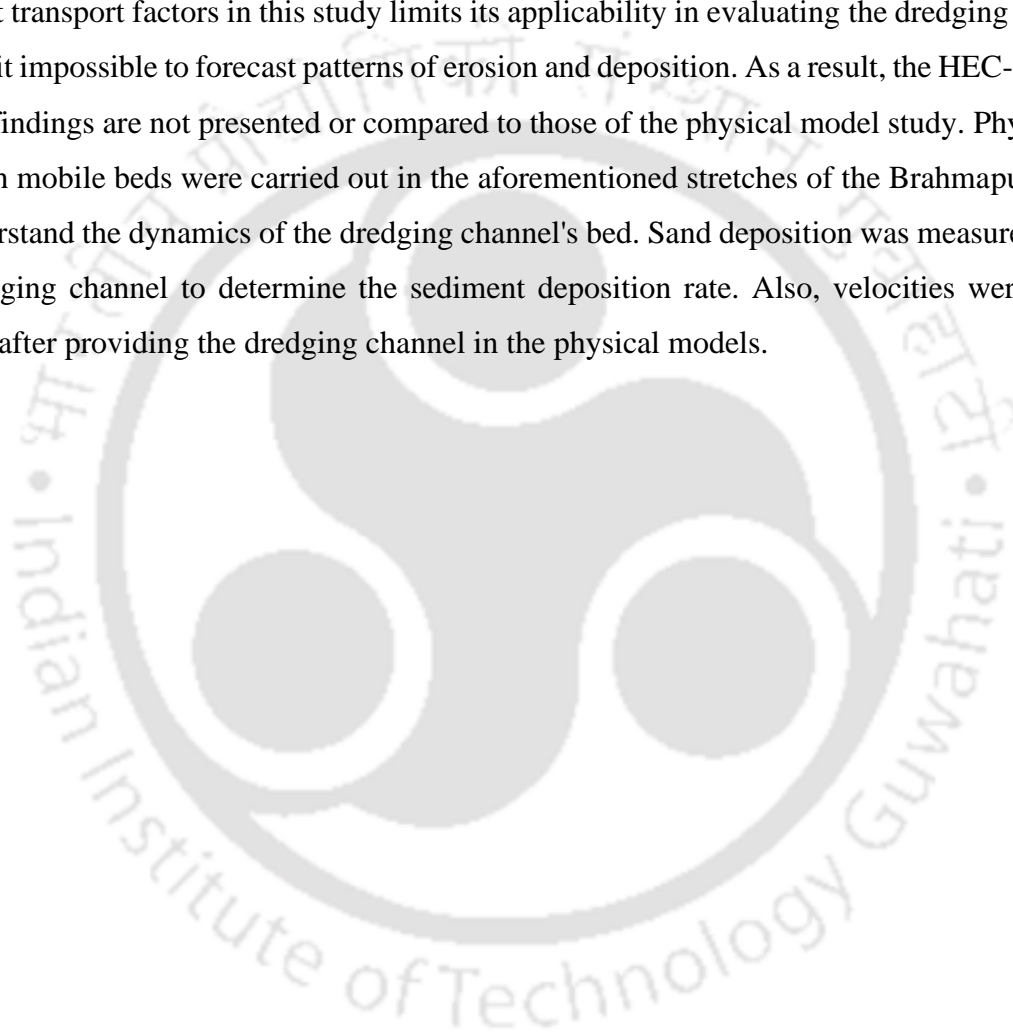 t transport factors in this study limits its applicability in evaluating the dredging
it impossible to forecast patterns of erosion and deposition. As a result, the HEC-
findings are not presented or compared to those of the physical model study. Phy
n mobile beds were carried out in the aforementioned stretches of the Brahmapu
rstand the dynamics of the dredging channel's bed. Sand deposition was measure
ging channel to determine the sediment deposition rate. Also, velocities wer
after providing the dredging channel in the physical models.
Indian Institute of Technology Guwahati